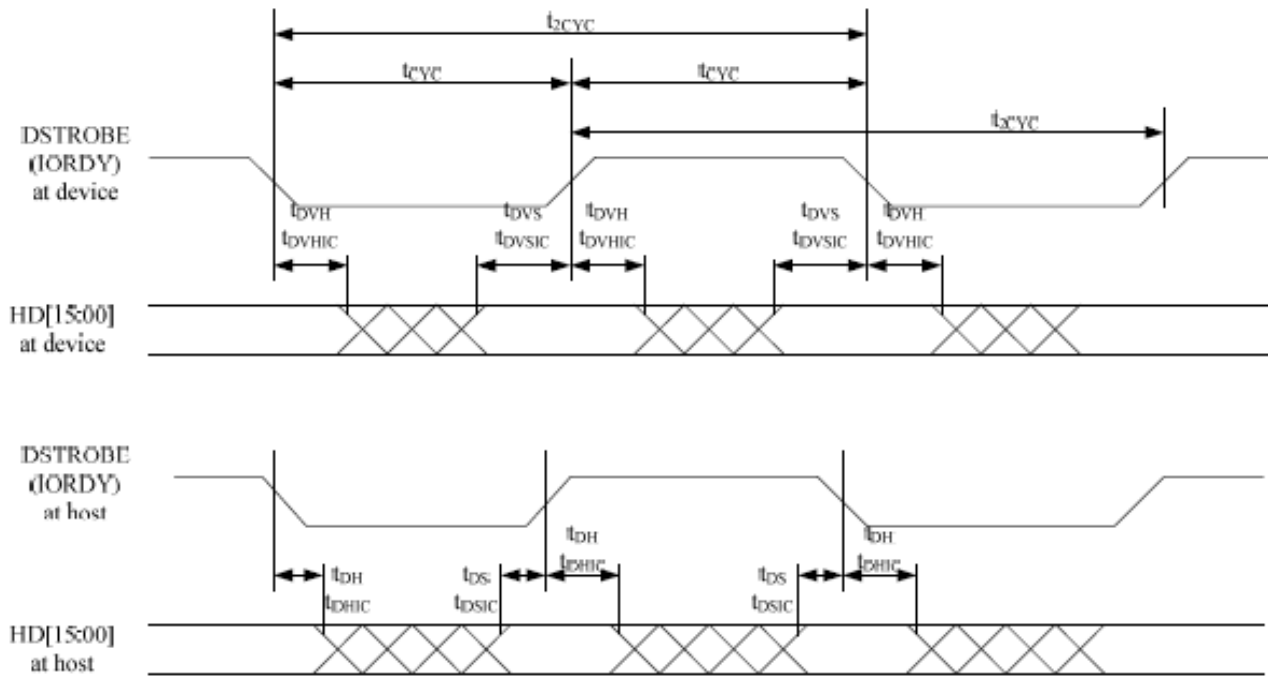 t2CYC
tCYC tCYC
t2CYC
DSTROBE
(IORDY)
at device
tDVH tDVS tDVH tDVS tDVH
tDVHIC tDVSIC tDVHIC tDVSIC tDVHIC
HD[15:00]
at device
DSTROBE
(IORDY)
at host
tDH tDH
tDHIC tDHIC
tDH tDS tDS
tDHIC tDSIC tDSIC
HD[15:00]
at host